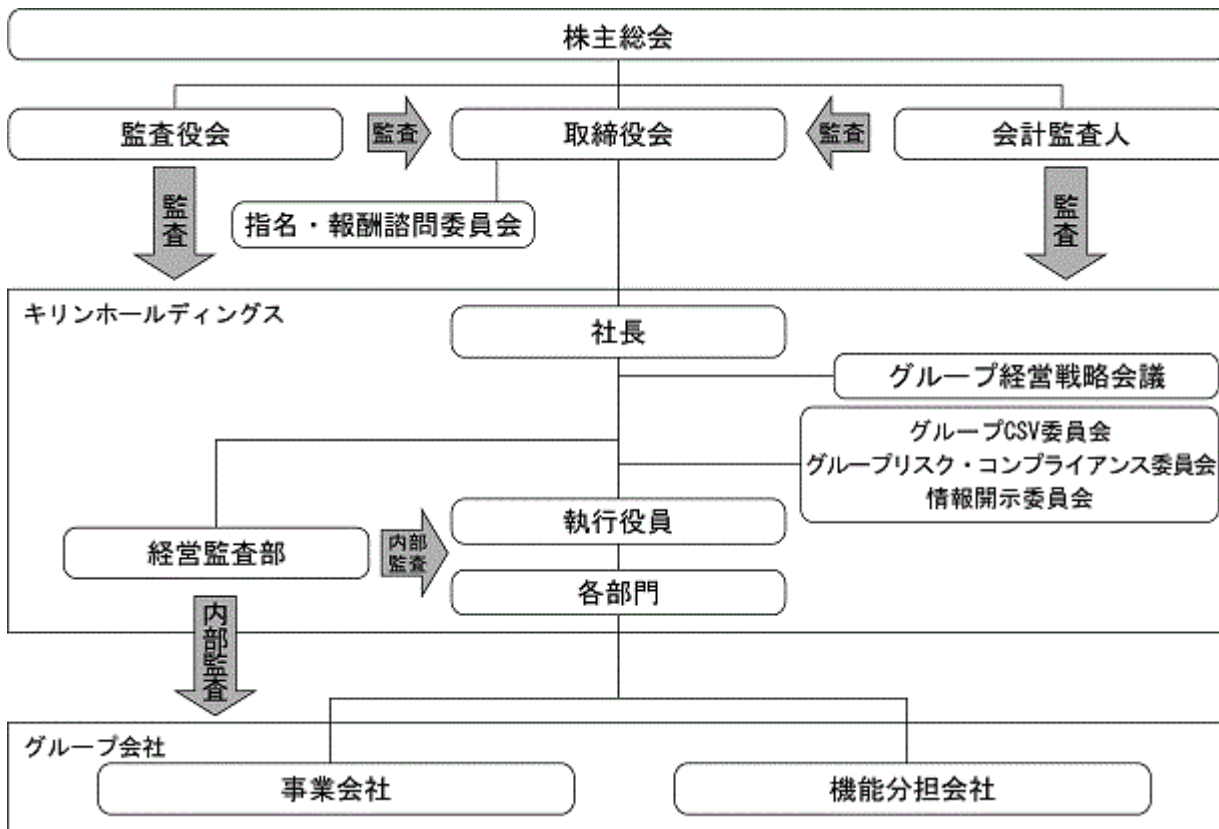 株主総会
監査役会
監査
取締役会
監査
会計監査人
監査
指名・報酬諮問委員会
監査
キリンホールディングス
社長
グループ経営戦略会議
グループCSV委員会
グループリスク・コンプライアンス委員会
情報開示委員会
執行役員
経営監査部
内部
監査
各部門
内部監査
グループ会社
事業会社
機能分担会社